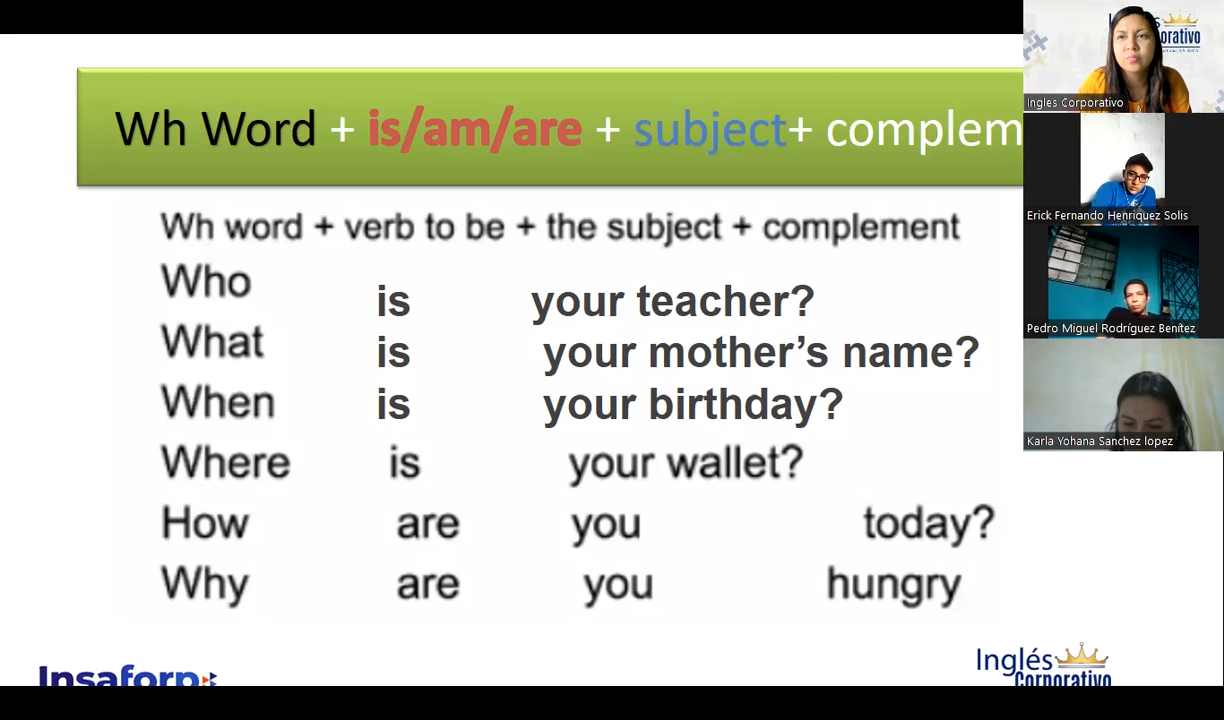 Wh Word + is/am/are + subject+ complem
Wh word + verb to be + the subject + complement
Who is your teacher?
What is your mother's name?
When is your birthday?
Where is your wallet?
How are you today?
Why are you hungry
Insaforp
Inglés
Corporativo
orativo
Ingles Corporativo
Erick Fernando Henriquez Solis
Pedro Miguel Rodríguez Benítez
Karla Yohana Sanchez lopez